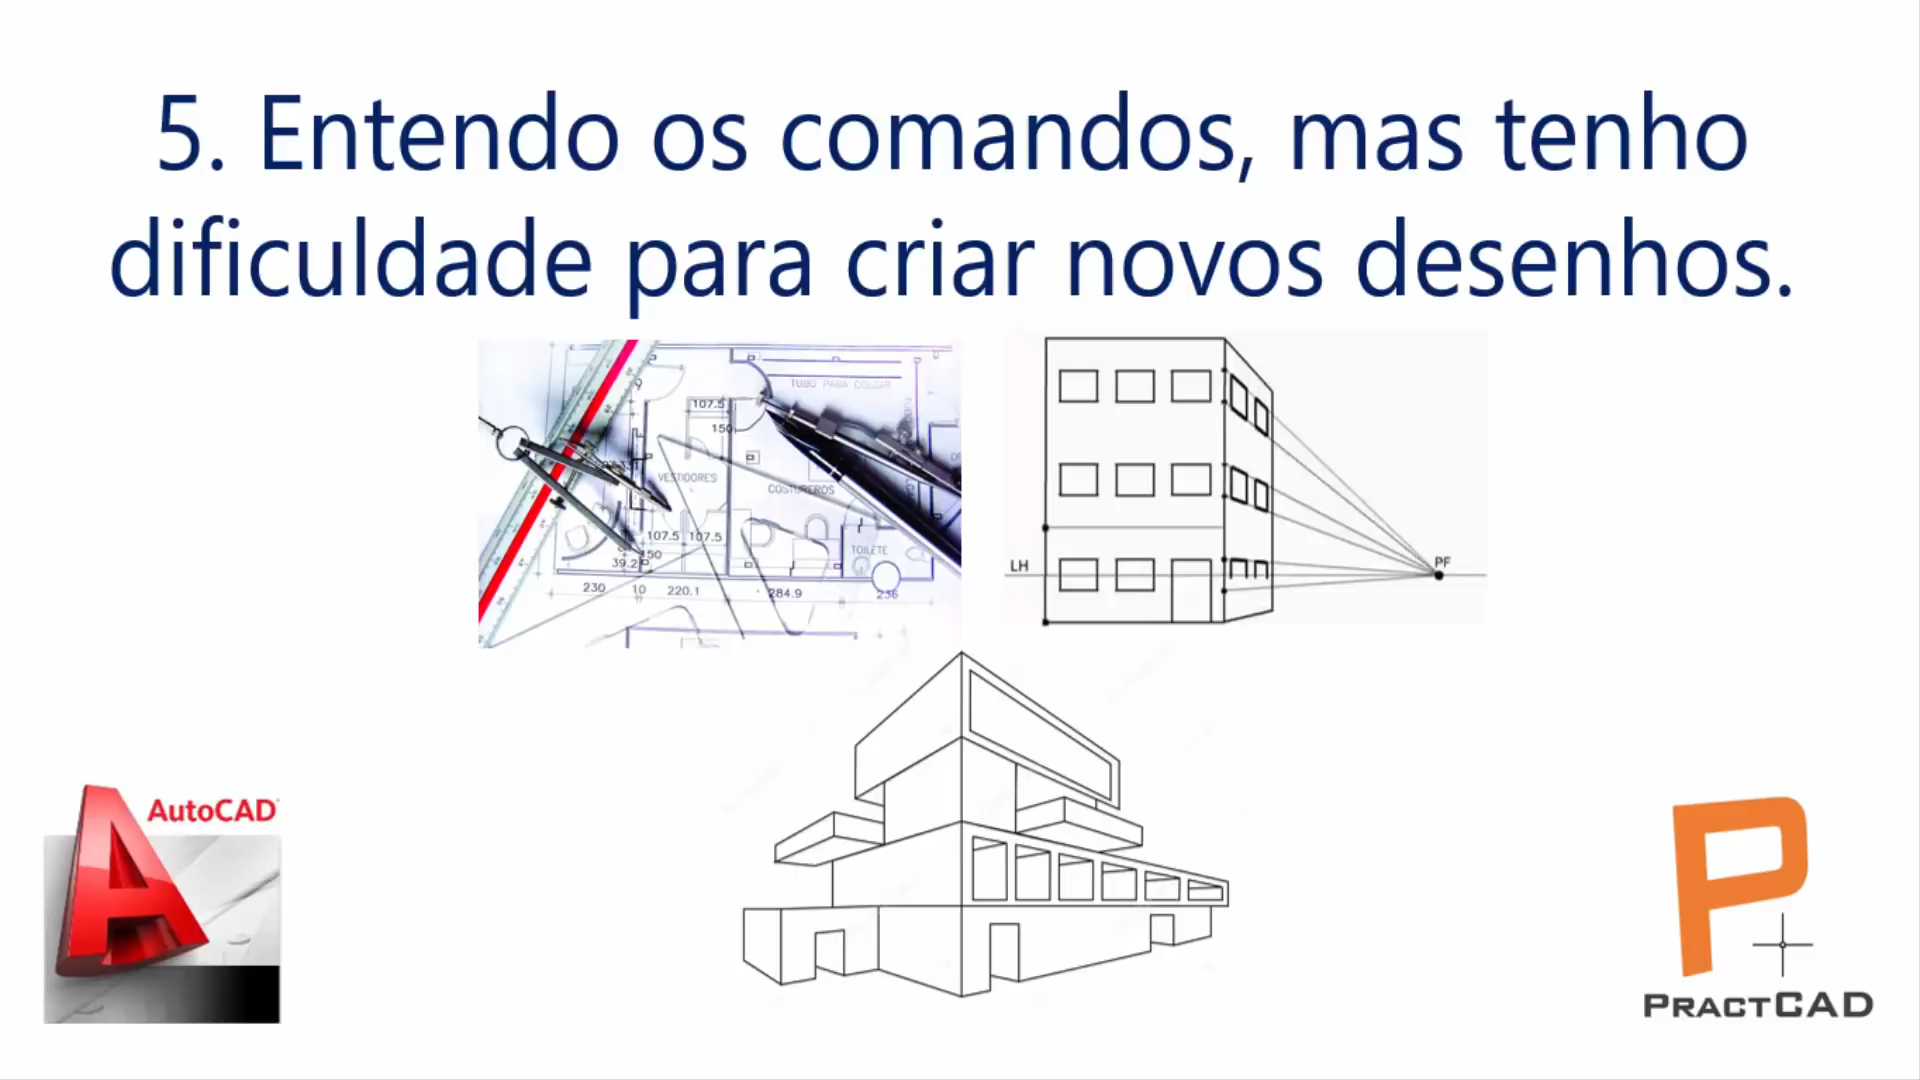 5. Entendo os comandos, mas tenho
dificuldade para criar novos desenhos.
TUBO PARA COLGAR
107.5
150
VESTIDORES
COSTUREROS
107.5 107.5
150
39.2
TOILETE
230 10 220.1 284.9 236
LH
PF
AutoCAD
PRACTCAD